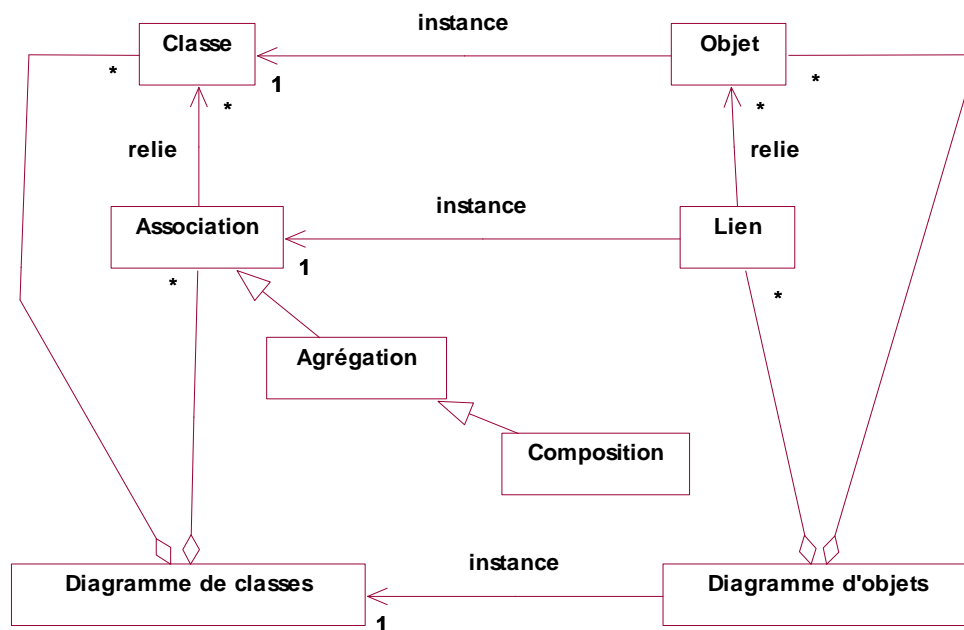 instance
Classe
Objet
*
1
*
*
*
relie
relie
instance
Association
Lien
1
*
*
Agrégation
Composition
instance
Diagramme de classes
Diagramme d'objets
1